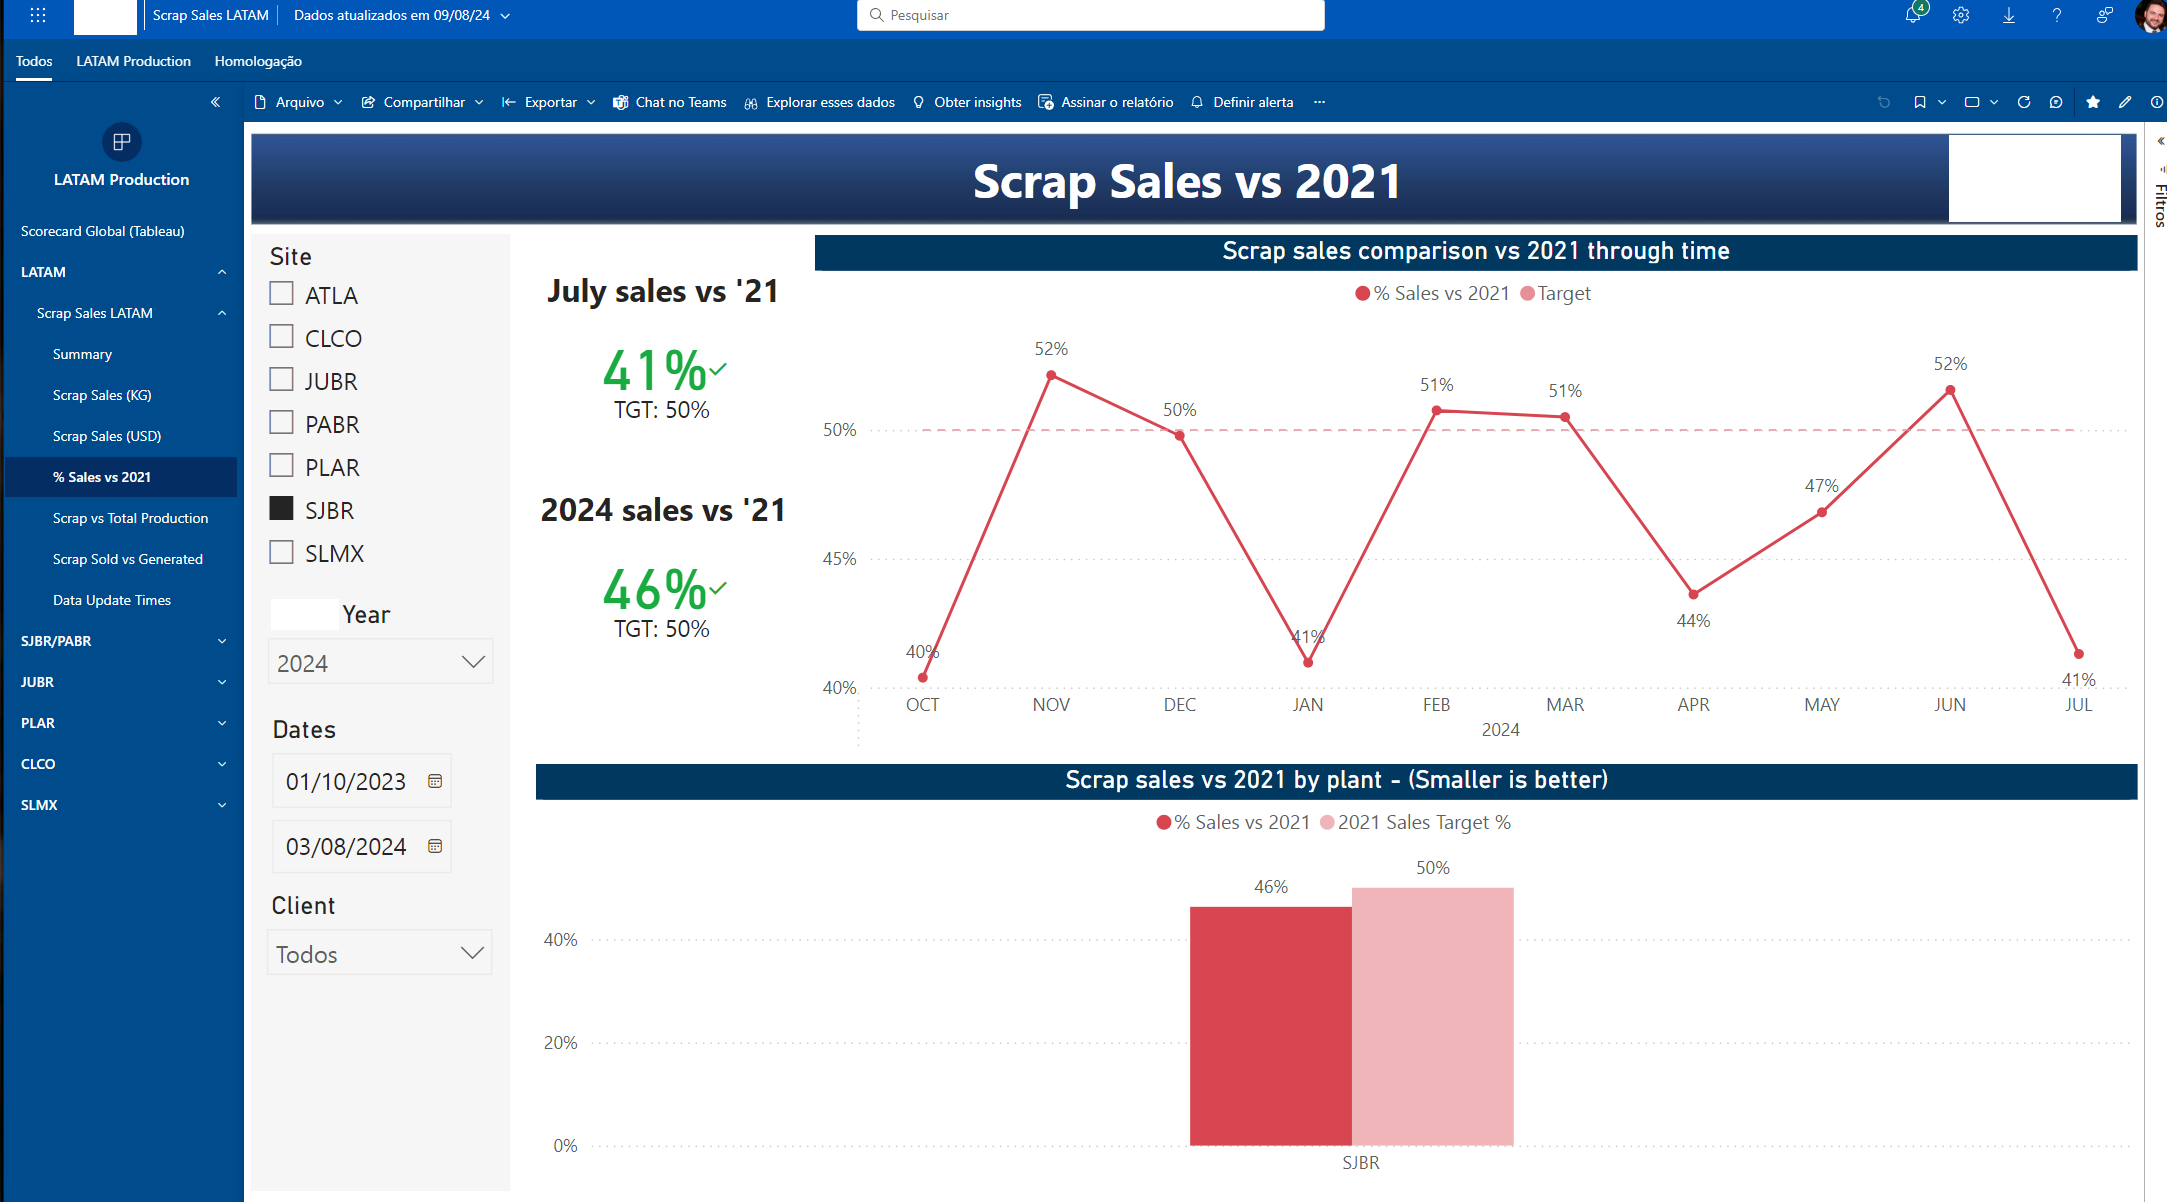 Scrap Sales LATAM
Dados atualizados em 09/08/24
Pesquisar
4
Todos
LATAM Production
Homologação
Arquivo
Compartilhar
Exportar
Chat no Teams
Explorar esses dados
Obter insights
Assinar o relatório
Definir alerta
LATAM Production
Scorecard Global (Tableau)
LATAM
Scrap Sales LATAM
Summary
Scrap Sales (KG)
Scrap Sales (USD)
% Sales vs 2021
Scrap vs Total Production
Scrap Sold vs Generated
Data Update Times
SJBR/PABR
JUBR
PLAR
CLCO
SLMX
Scrap Sales vs 2021
Filtros
Site
ATLA
CLCO
JUBR
PABR
PLAR
SJBR
SLMX
Year
2024
Dates
01/10/2023
03/08/2024
Client
Todos
July sales vs '21
41%
TGT: 50%
2024 sales vs '21
46%
TGT: 50%
Scrap sales comparison vs 2021 through time
% Sales vs 2021 Target
50%
45%
40%
40%
52%
50%
41%
51%
51%
44%
47%
52%
41%
OCT NOV DEC JAN FEB MAR APR MAY JUN JUL
2024
Scrap sales vs 2021 by plant - (Smaller is better)
% Sales vs 2021 2021 Sales Target %
46%
50%
40%
20%
0%
SJBR